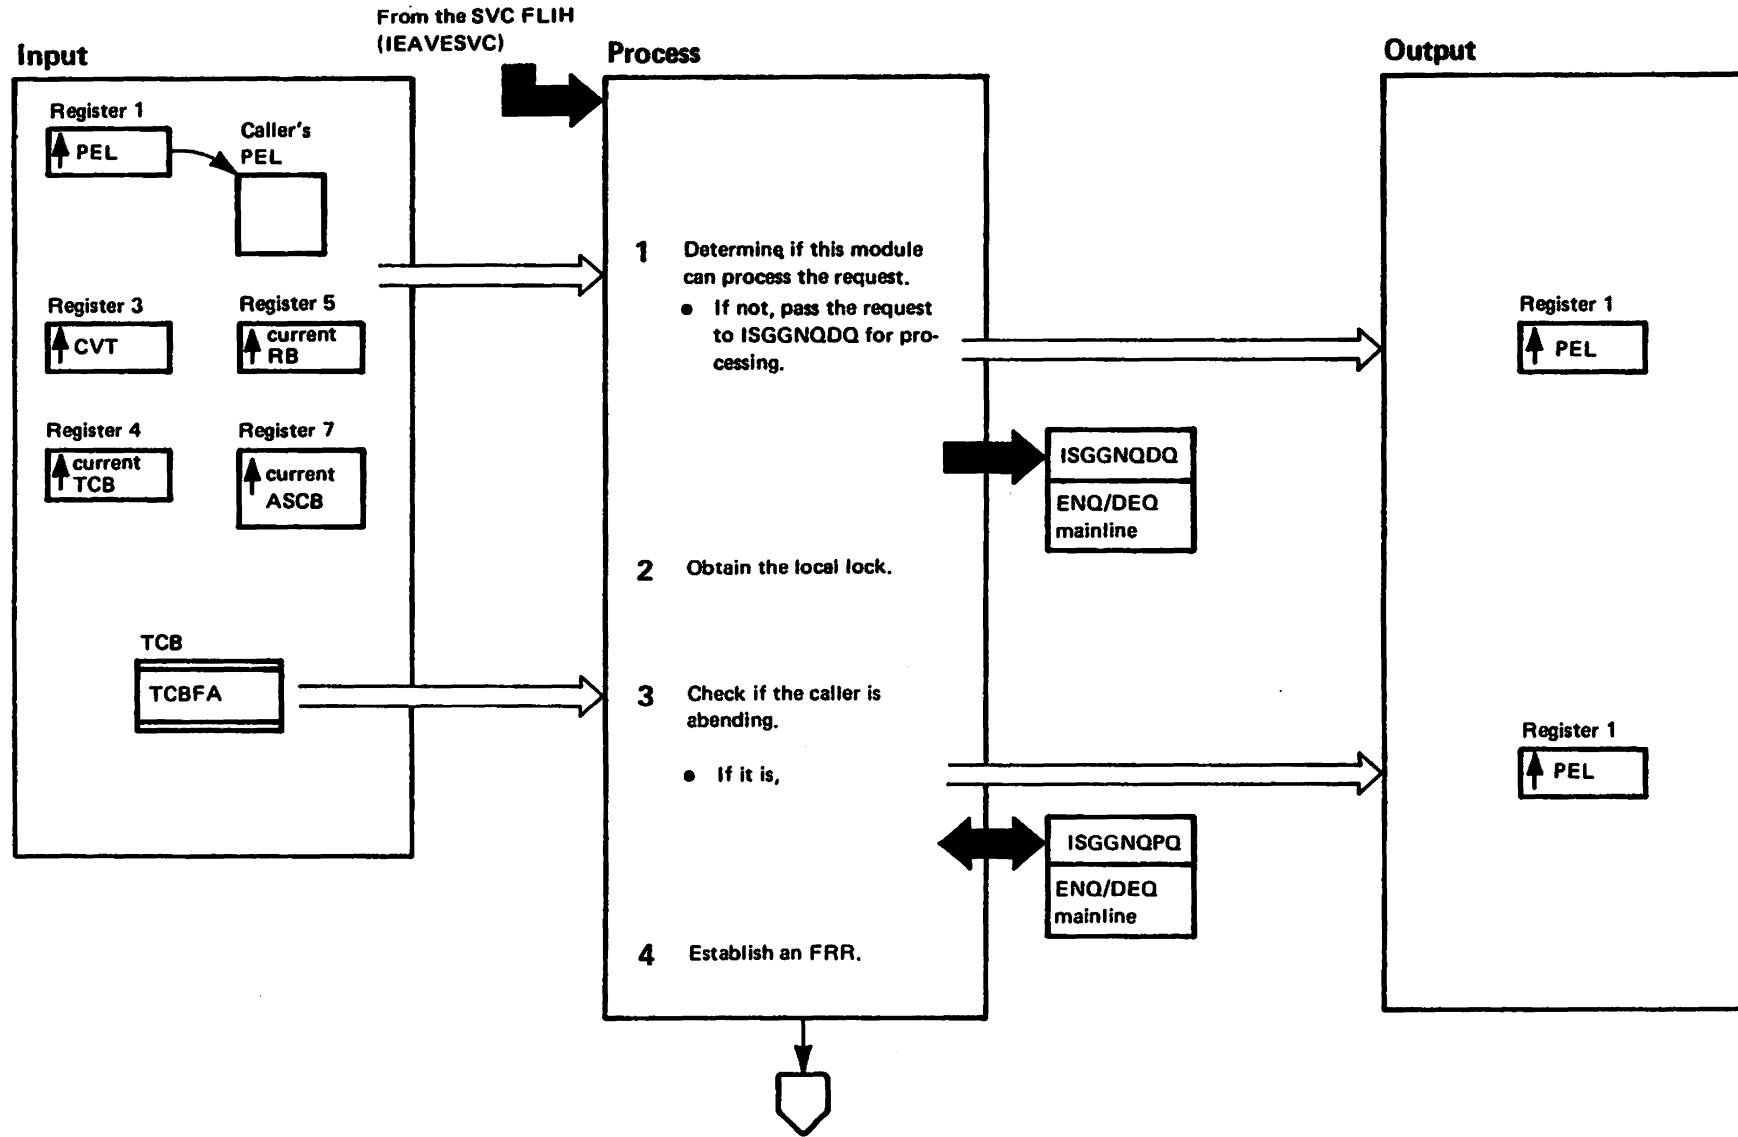 From the SVC FLIH
(IEAVESVC)
Input
Register 1
PEL
Caller's
PEL
Register 3
CVT
Register 5
current
RB
Register 4
current
TCB
Register 7
current
ASCB
TCB
TCBFA
Process
1 Determine if this module
can process the request.
● If not, pass the request
to ISGGNQDQ for pro-
cessing.
ISGGNQDQ
ENQ/DEQ
mainline
2 Obtain the local lock.
3 Check if the caller is
abending.
● If it is,
ISGGNQPQ
ENQ/DEQ
mainline
4 Establish an FRR.
Output
Register 1
PEL
Register 1
PEL